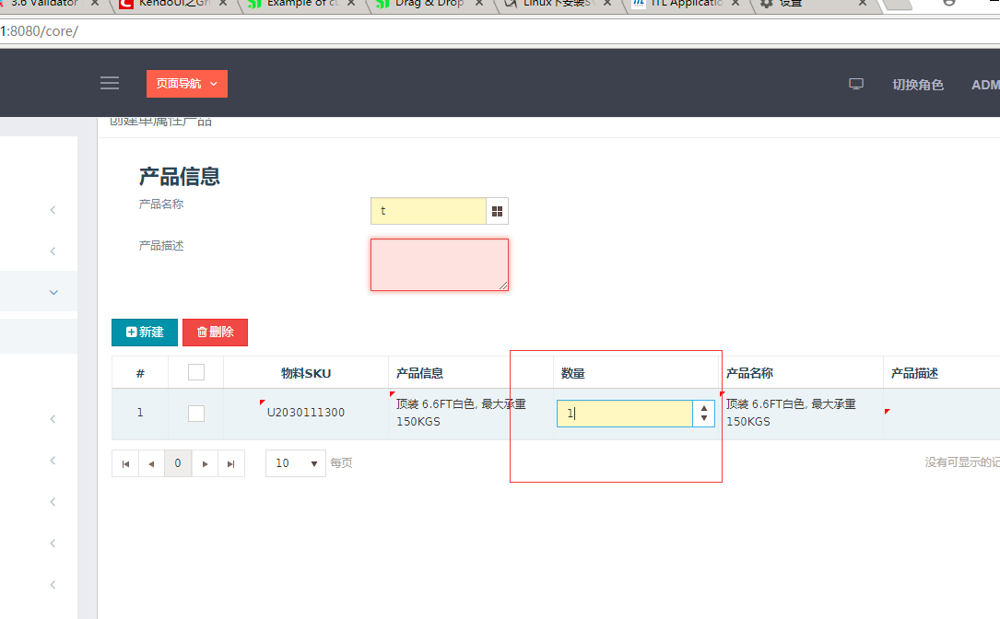 3.6 Validator
KendoUI之Gri
Example of cu
Drag & Drop
Linux下安装S
ITL Applicatio
设置
1:8080/core/
页面导航
切换角色
ADM
创建单属性产品
产品信息
产品名称
t
产品描述
新建
删除
#
物料SKU
产品信息
数量
产品名称
产品描述
1
U2030111300
顶装 6.6FT白色, 最大承重
150KGS
1
顶装 6.6FT白色, 最大承重
150KGS
0
10
每页
没有可显示的记